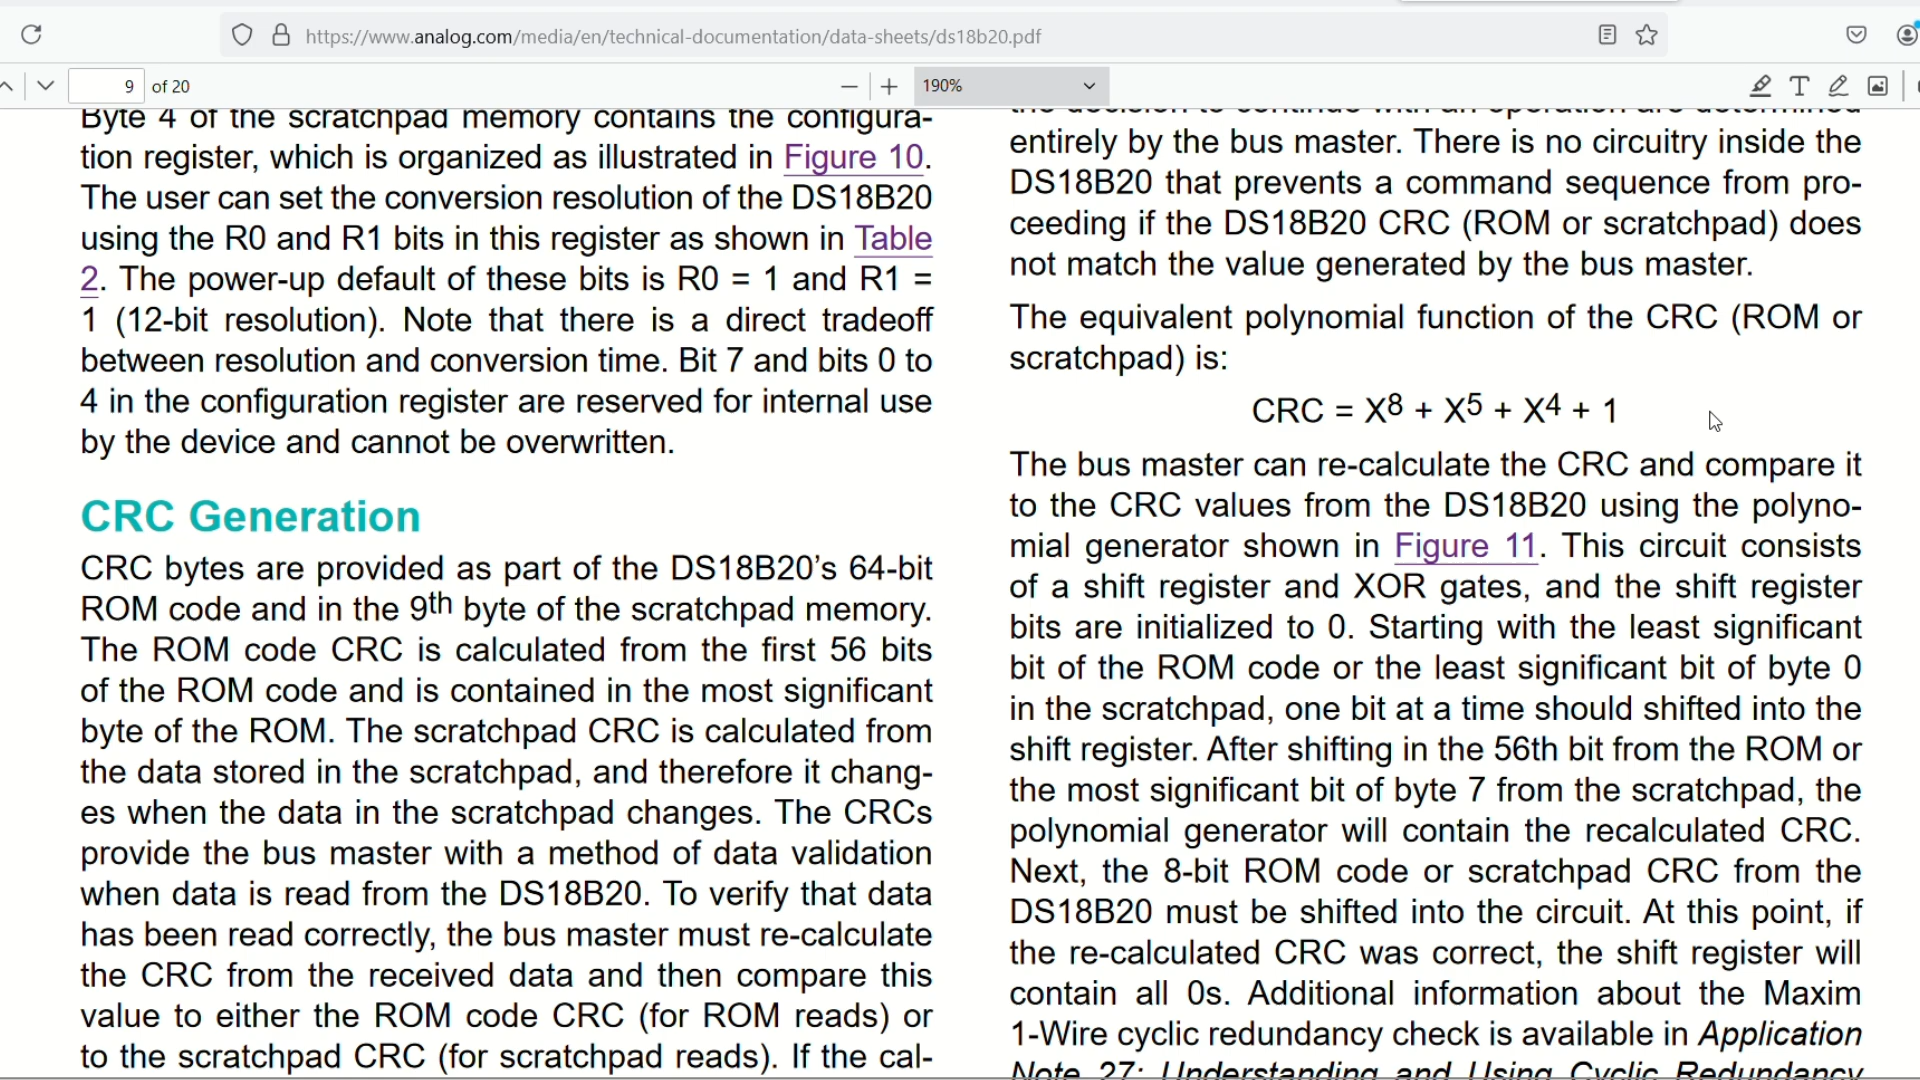 https://www.analog.com/media/en/technical-documentation/data-sheets/ds18b20.pdf
9 of 20
190%
Byte 4 of the scratchpad memory contains the configura-
tion register, which is organized as illustrated in Figure 10.
The user can set the conversion resolution of the DS18B20
using the R0 and R1 bits in this register as shown in Table
2. The power-up default of these bits is R0 = 1 and R1 =
1 (12-bit resolution). Note that there is a direct tradeoff
between resolution and conversion time. Bit 7 and bits 0 to
4 in the configuration register are reserved for internal use
by the device and cannot be overwritten.
CRC Generation
CRC bytes are provided as part of the DS18B20’s 64-bit
ROM code and in the 9th byte of the scratchpad memory.
The ROM code CRC is calculated from the first 56 bits
of the ROM code and is contained in the most significant
byte of the ROM. The scratchpad CRC is calculated from
the data stored in the scratchpad, and therefore it chang-
es when the data in the scratchpad changes. The CRCs
provide the bus master with a method of data validation
when data is read from the DS18B20. To verify that data
has been read correctly, the bus master must re-calculate
the CRC from the received data and then compare this
value to either the ROM code CRC (for ROM reads) or
to the scratchpad CRC (for scratchpad reads). If the cal-
the decision to continue with an operation are determined
entirely by the bus master. There is no circuitry inside the
DS18B20 that prevents a command sequence from pro-
ceeding if the DS18B20 CRC (ROM or scratchpad) does
not match the value generated by the bus master.
The equivalent polynomial function of the CRC (ROM or
scratchpad) is:
CRC = X8 + X5 + X4 + 1
The bus master can re-calculate the CRC and compare it
to the CRC values from the DS18B20 using the polyno-
mial generator shown in Figure 11. This circuit consists
of a shift register and XOR gates, and the shift register
bits are initialized to 0. Starting with the least significant
bit of the ROM code or the least significant bit of byte 0
in the scratchpad, one bit at a time should shifted into the
shift register. After shifting in the 56th bit from the ROM or
the most significant bit of byte 7 from the scratchpad, the
polynomial generator will contain the recalculated CRC.
Next, the 8-bit ROM code or scratchpad CRC from the
DS18B20 must be shifted into the circuit. At this point, if
the re-calculated CRC was correct, the shift register will
contain all 0s. Additional information about the Maxim
1-Wire cyclic redundancy check is available in Application
Note 27: Understanding and Using Cyclic Redundancy